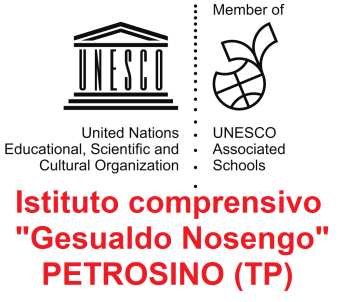 Member of
UNESCO
United Nations
Educational, Scientific and
Cultural Organization
UNESCO
Associated
Schools
Istituto comprensivo
"Gesualdo Nosengo"
PETROSINO (TP)